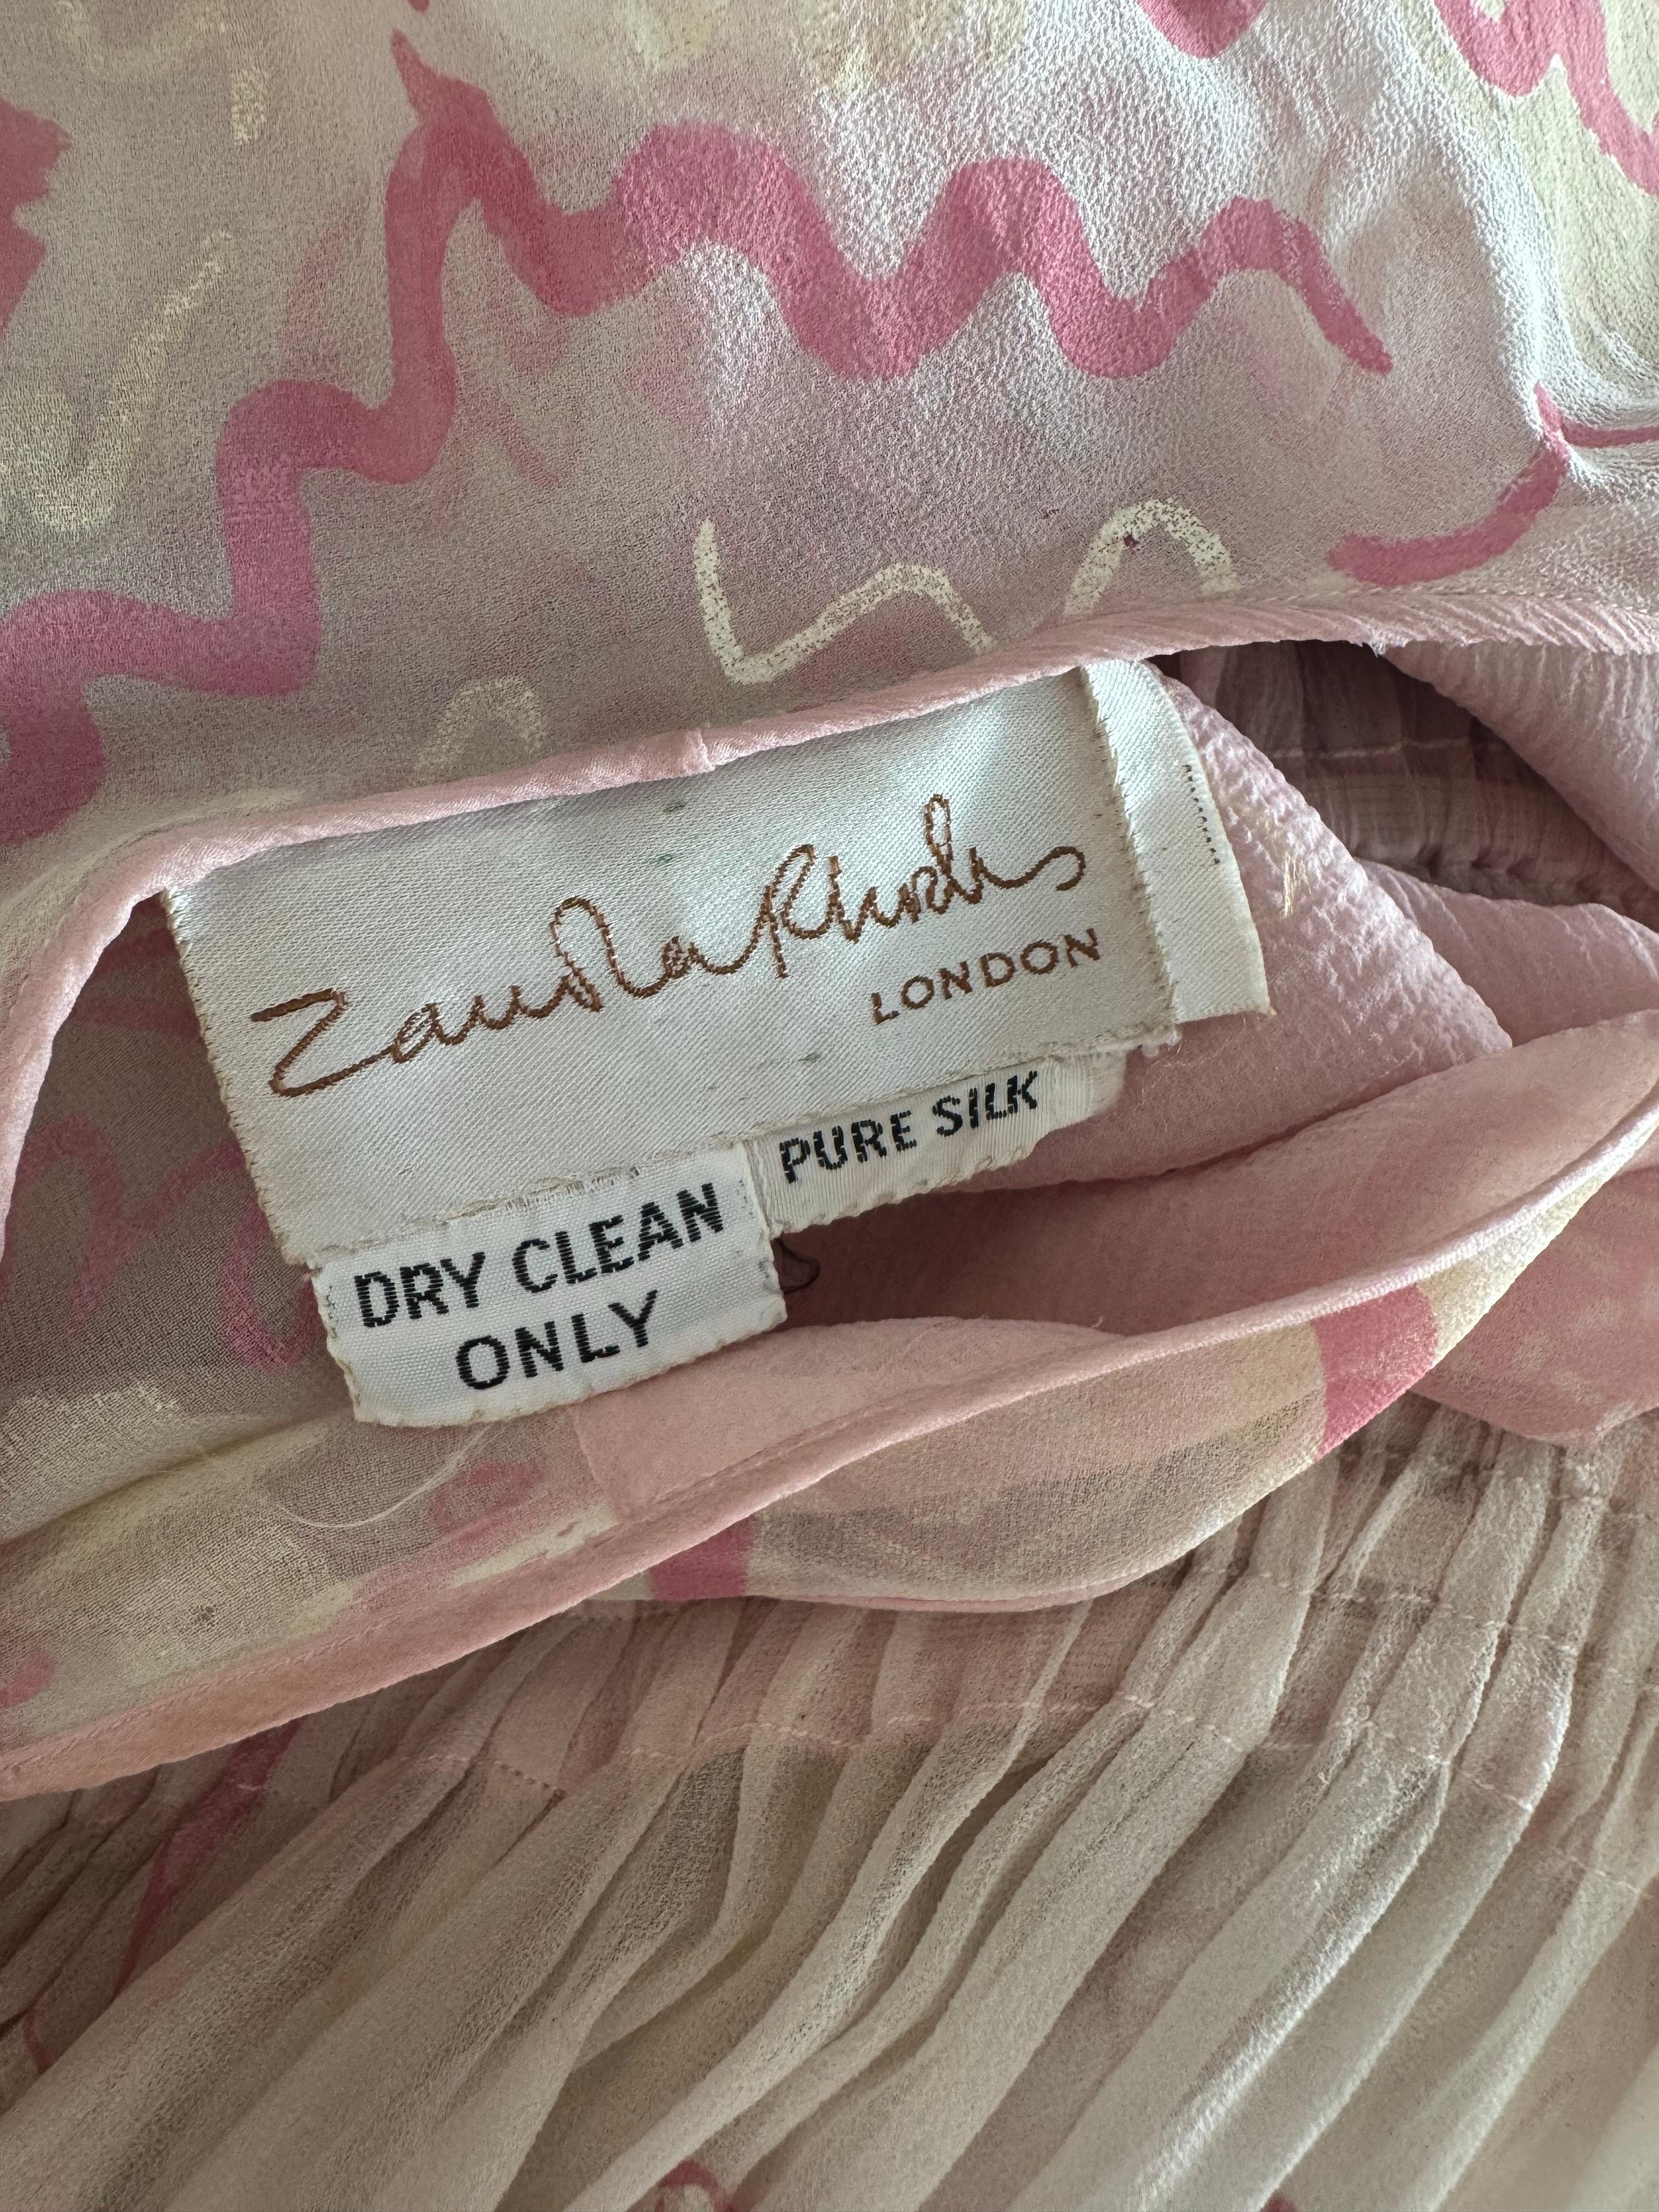 Zandra Rhodes
LONDON
PURE SILK
DRY CLEAN
ONLY